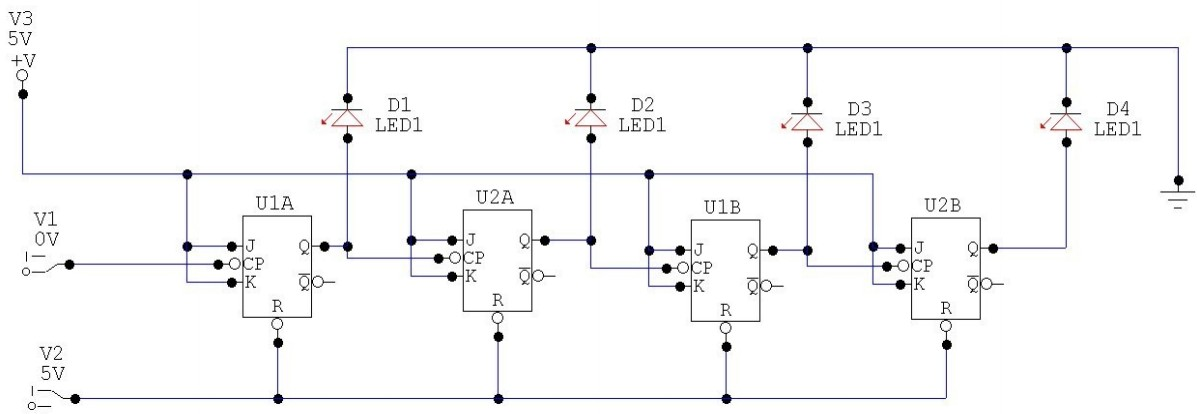 V3
5V
+V
D1
LED1
D2
LED1
D3
LED1
D4
LED1
V1
0V
U1A
J
CP
K
Q
Q̅
R
U2A
J
CP
K
Q
Q̅
R
U1B
J
CP
K
Q
Q̅
R
U2B
J
CP
K
Q
Q̅
R
V2
5V